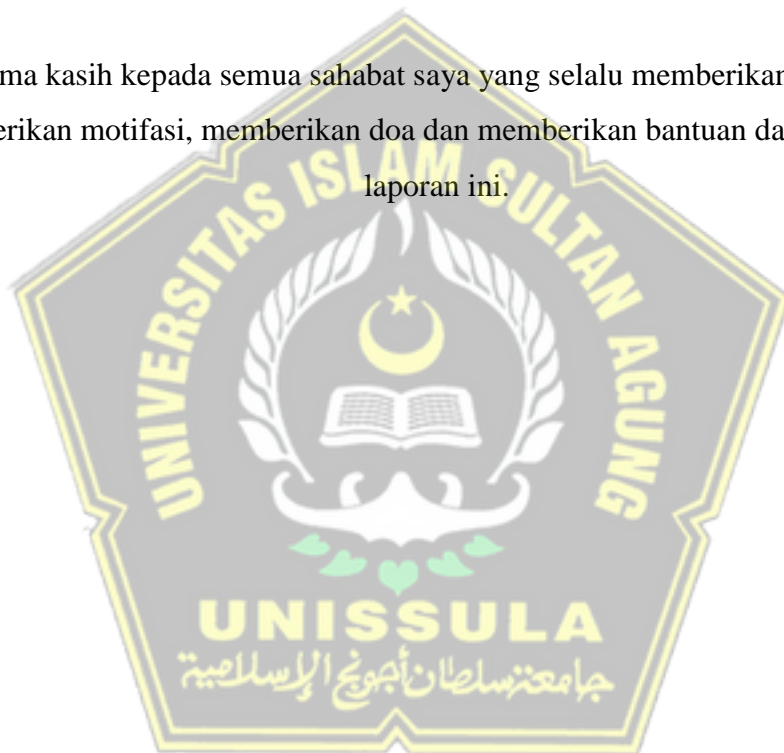 ma kasih kepada semua sahabat saya yang selalu memberikan
erikan motifasi, memberikan doa dan memberikan bantuan da
laporan ini.
UNIVERSITAS ISLAM SULTAN AGUNG
UNISSULA
جامعة سلطان أجونج الإسلامية